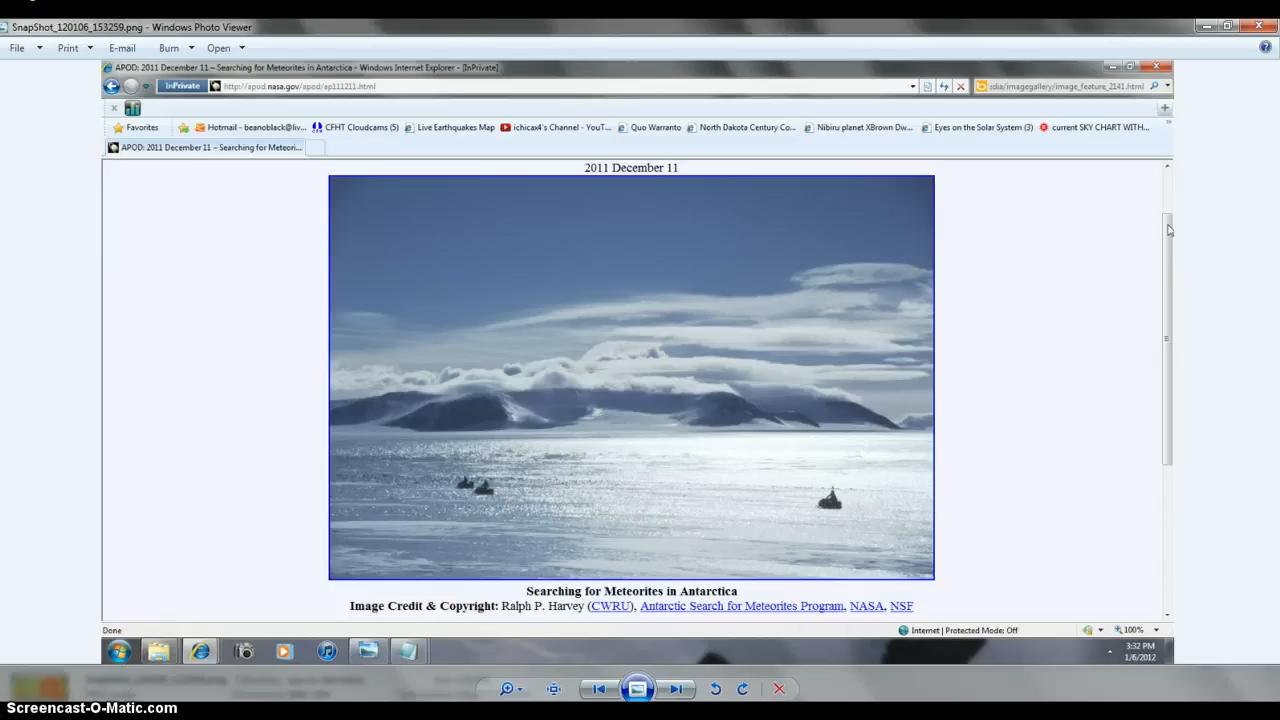 SnapShot_120106_153259.png - Windows Photo Viewer
File Print E-mail Burn Open
APOD: 2011 December 11 – Searching for Meteorites in Antarctica - Windows Internet Explorer - [InPrivate]
InPrivate http://apod.nasa.gov/apod/ap111211.html sdia/imagegallery/image_feature_2141.html
Favorites Hotmail - beanoblack@liv... CFHT Cloudcams (5) Live Earthquakes Map ichicax4's Channel - YouT... Quo Warranto North Dakota Century Co... Nibiru planet XBrown Dw... Eyes on the Solar System (3) current SKY CHART WITH...
APOD: 2011 December 11 – Searching for Meteori...
2011 December 11
Searching for Meteorites in Antarctica
Image Credit & Copyright: Ralph P. Harvey (CWRU), Antarctic Search for Meteorites Program, NASA, NSF
Done Internet | Protected Mode: Off 100%
3:32 PM
1/6/2012
Screencast-O-Matic.com